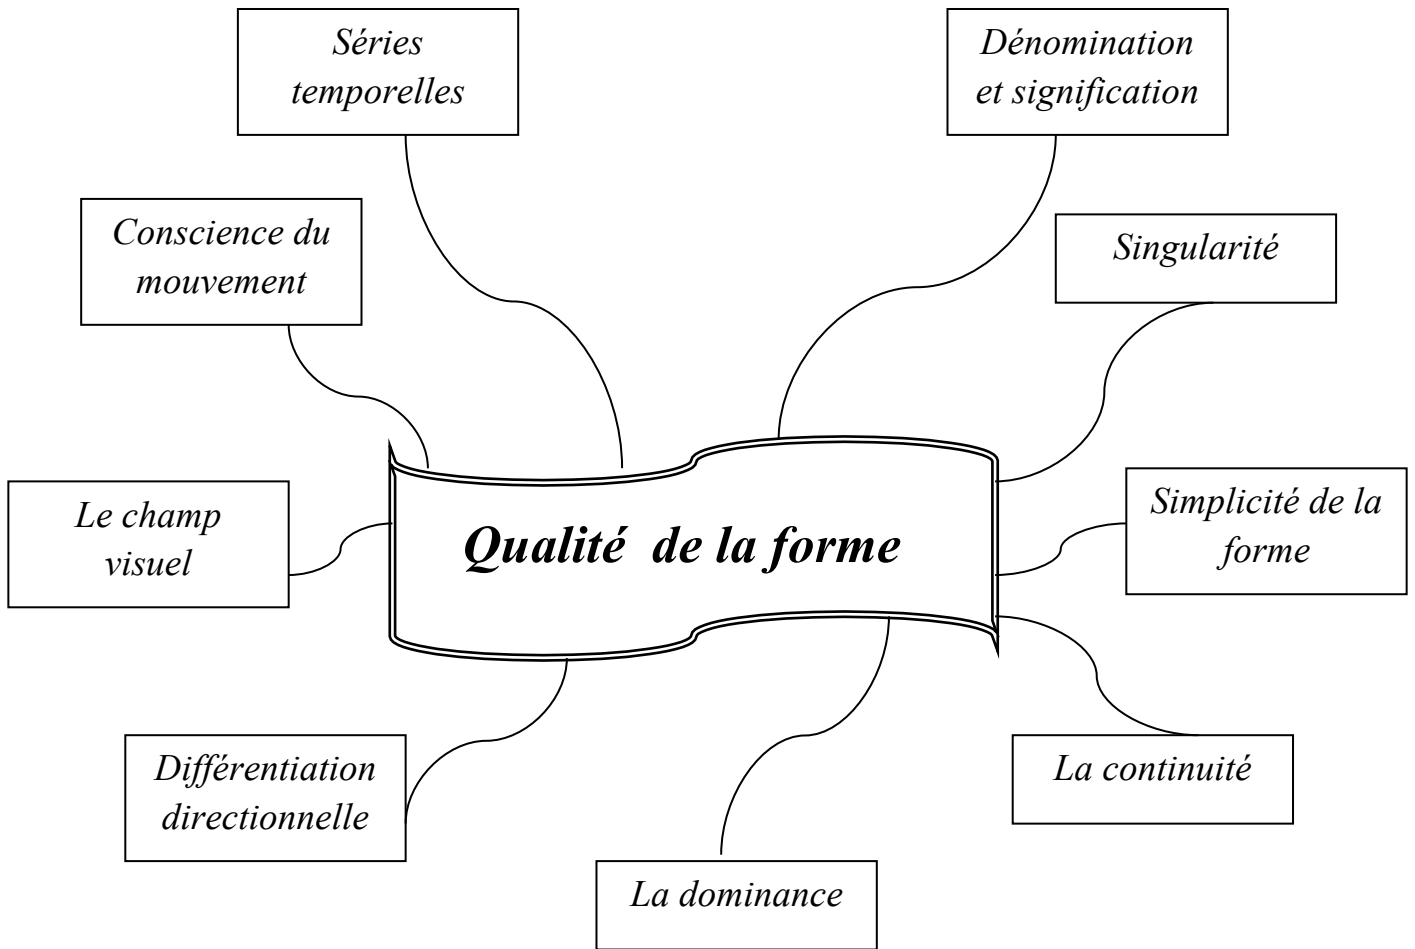 Séries
temporelles
Dénomination
et signification
Conscience du
mouvement
Singularité
Le champ
visuel
Qualité de la forme
Simplicité de la
forme
Différentiation
directionnelle
La continuité
La dominance